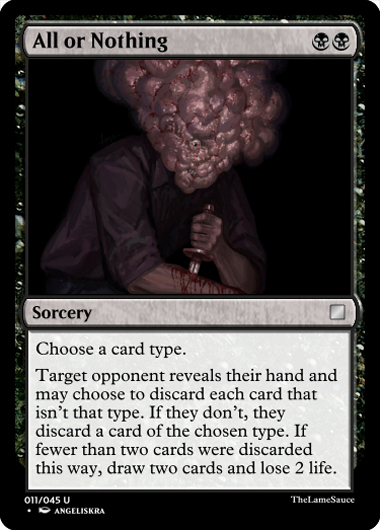 All or Nothing
Sorcery
Choose a card type.
Target opponent reveals their hand and
may choose to discard each card that
isn't that type. If they don't, they
discard a card of the chosen type. If
fewer than two cards were discarded
this way, draw two cards and lose 2 life.
011/045 U
TheLameSauce
• ANGELISKRA